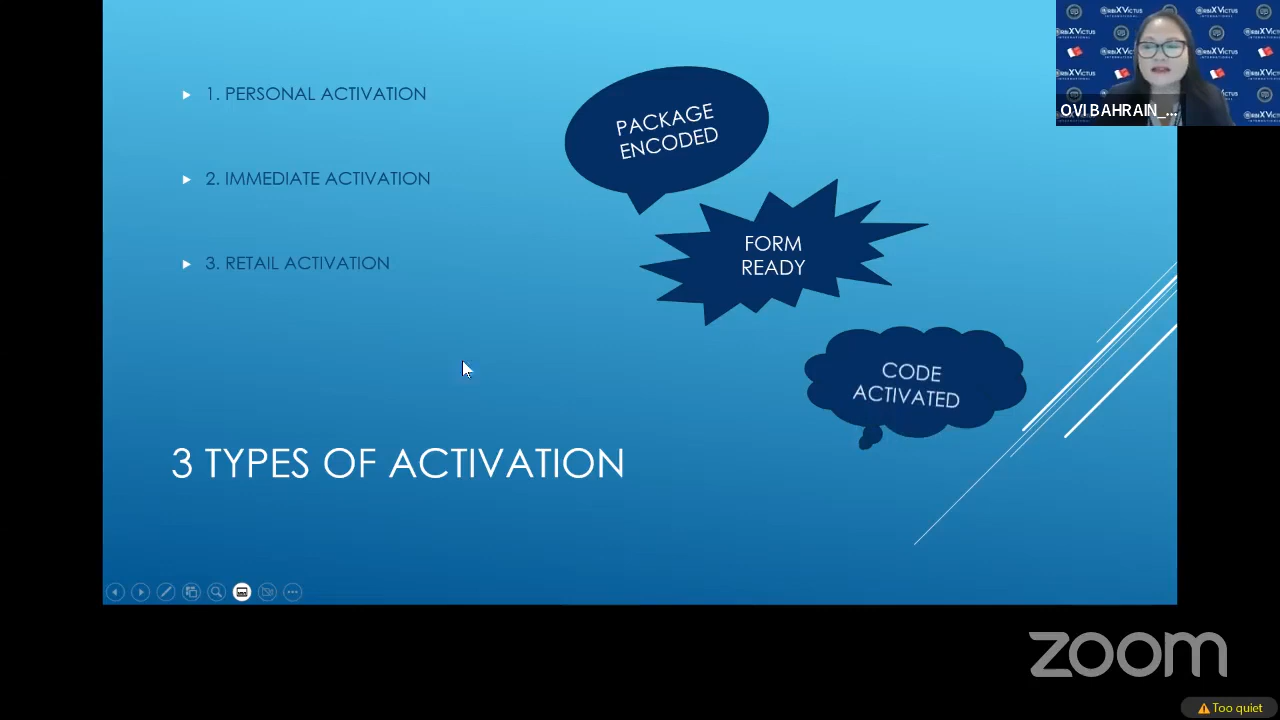 1. PERSONAL ACTIVATION
2. IMMEDIATE ACTIVATION
3. RETAIL ACTIVATION
PACKAGE
ENCODED
FORM
READY
CODE
ACTIVATED
3 TYPES OF ACTIVATION
OVI BAHRAIN_...
zoom
Too quiet